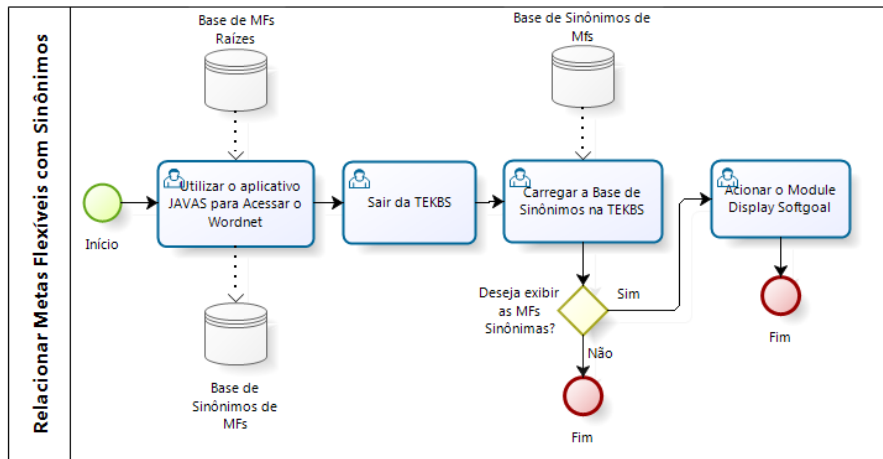 Relacionar Metas Flexíveis com Sinônimos
Base de MFs
Raízes
Base de Sinônimos de
Mfs
Início
Utilizar o aplicativo
JAVAS para Acessar o
Wordnet
Sair da TEKBS
Carregar a Base de
Sinônimos na TEKBS
Acionar o Module
Display Softgoal
Base de
Sinônimos de
MFs
Deseja exibir
as MFs
Sinônimas?
Sim
Não
Fim
Fim